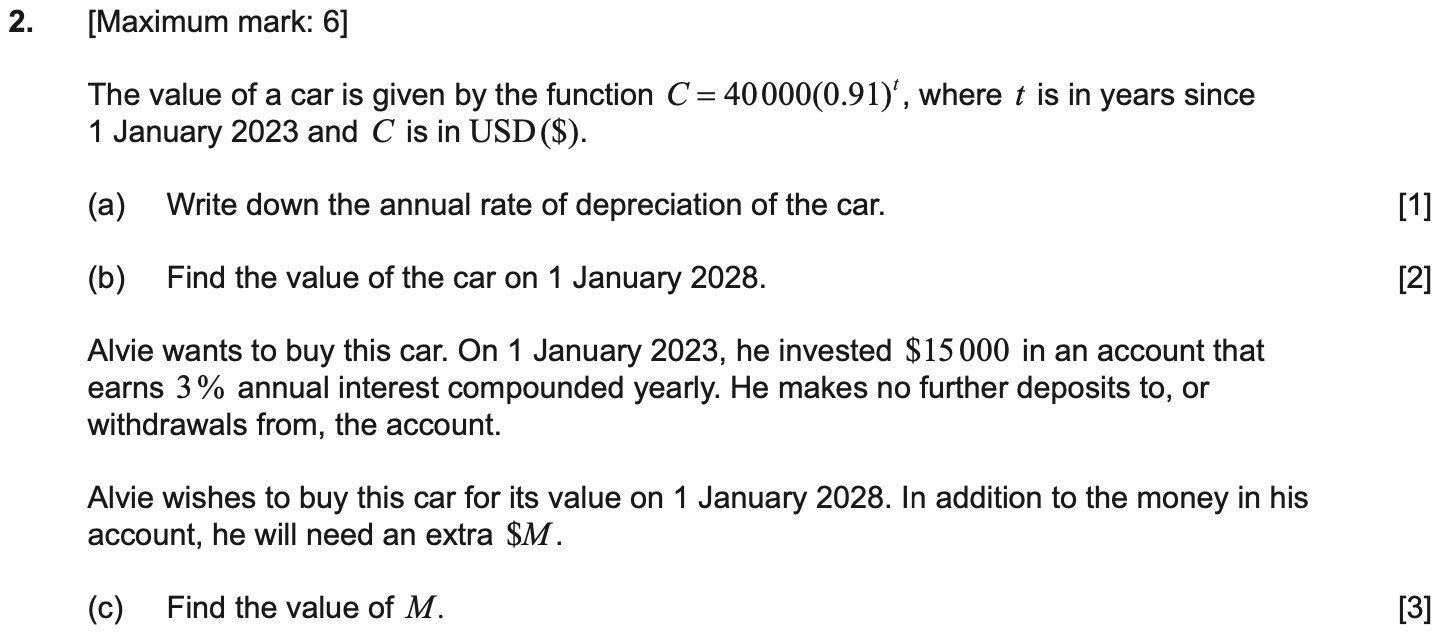 2. [Maximum mark: 6]
The value of a car is given by the function C = 40 000(0.91)^t, where t is in years since
1 January 2023 and C is in USD ($).
(a) Write down the annual rate of depreciation of the car. [1]
(b) Find the value of the car on 1 January 2028. [2]
Alvie wants to buy this car. On 1 January 2023, he invested $15 000 in an account that
earns 3 % annual interest compounded yearly. He makes no further deposits to, or
withdrawals from, the account.
Alvie wishes to buy this car for its value on 1 January 2028. In addition to the money in his
account, he will need an extra $M.
(c) Find the value of M. [3]